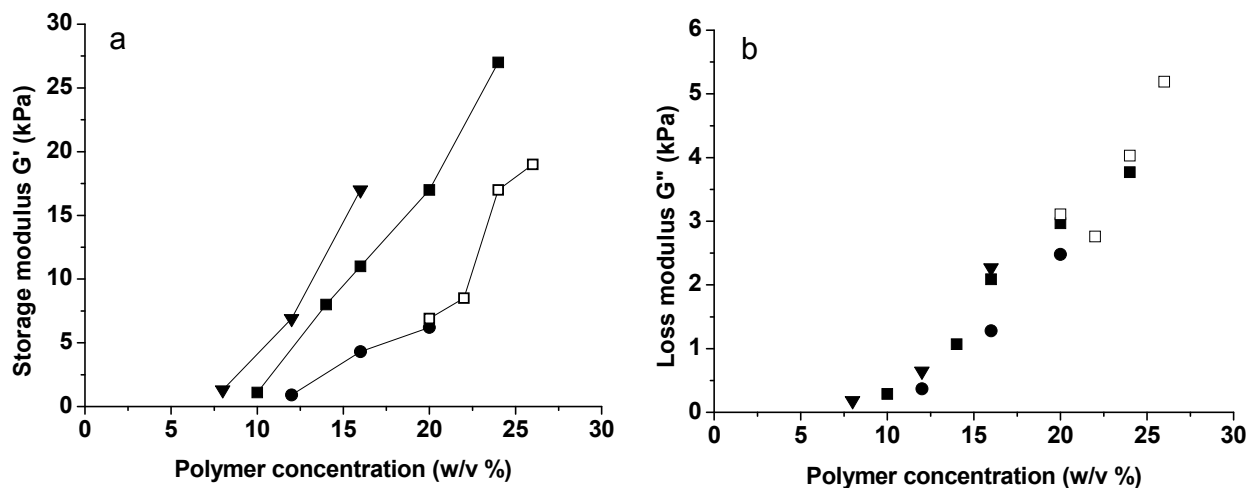 a
Storage modulus G' (kPa)
30
25
20
15
10
5
0
0 5 10 15 20 25 30
Polymer concentration (w/v %)
b
Loss modulus G" (kPa)
6
5
4
3
2
1
0
0 5 10 15 20 25 30
Polymer concentration (w/v %)